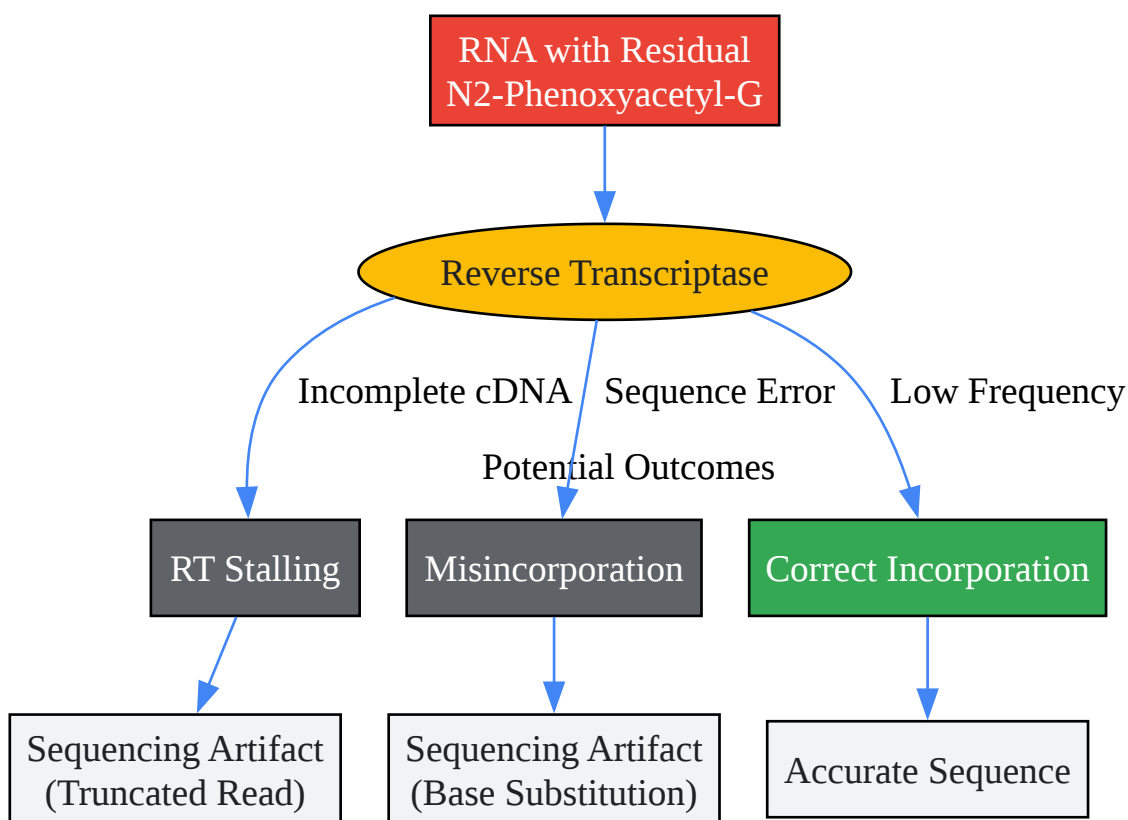 RNA with Residual
N2-Phenoxyacetyl-G
Reverse Transcriptase
Incomplete cDNA
Sequence Error
Low Frequency
Potential Outcomes
RT Stalling
Misincorporation
Correct Incorporation
Sequencing Artifact
(Truncated Read)
Sequencing Artifact
(Base Substitution)
Accurate Sequence